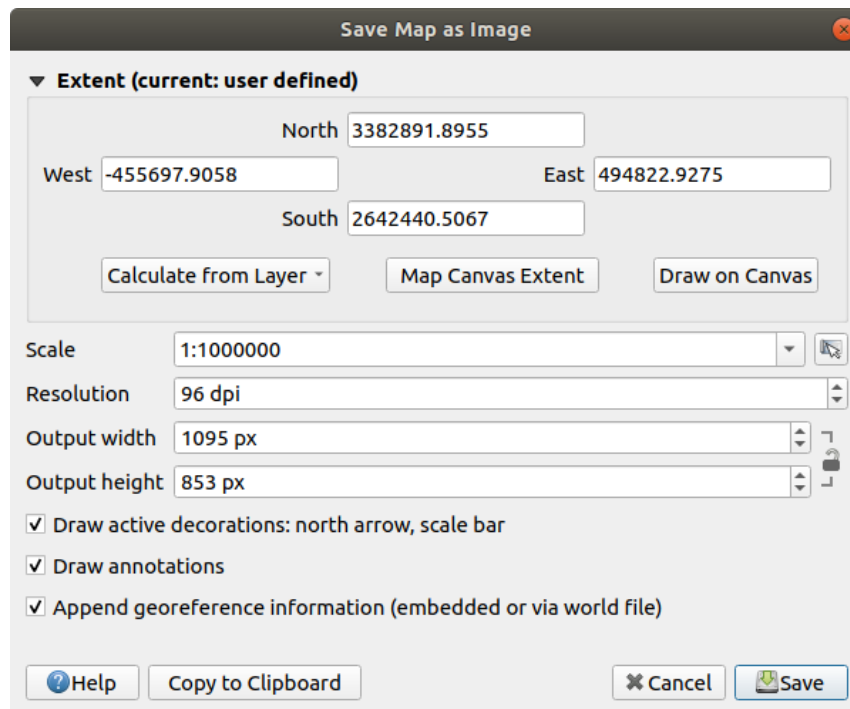 Save Map as Image
Extent (current: user defined)
North 3382891.8955
West -455697.9058 East 494822.9275
South 2642440.5067
Calculate from Layer Map Canvas Extent Draw on Canvas
Scale 1:1000000
Resolution 96 dpi
Output width 1095 px
Output height 853 px
Draw active decorations: north arrow, scale bar
Draw annotations
Append georeference information (embedded or via world file)
Help Copy to Clipboard Cancel Save